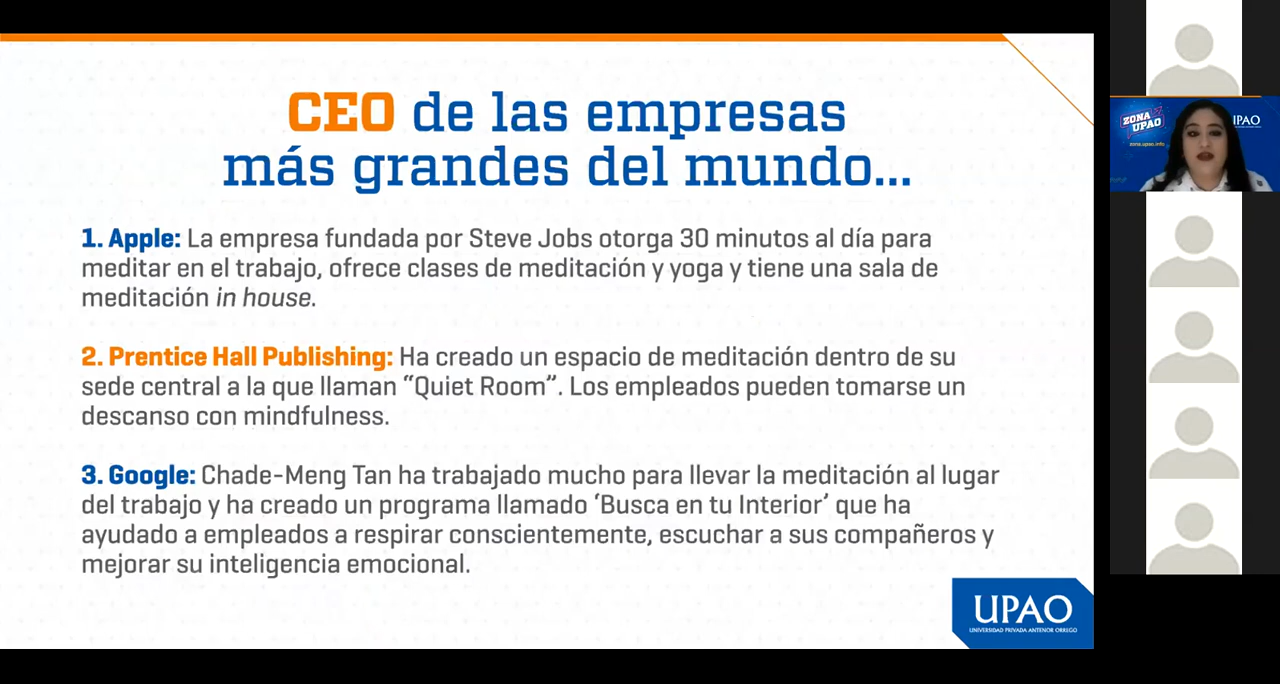 CEO de las empresas
más grandes del mundo...
1. Apple: La empresa fundada por Steve Jobs otorga 30 minutos al día para
meditar en el trabajo, ofrece clases de meditación y yoga y tiene una sala de
meditación in house.
2. Prentice Hall Publishing: Ha creado un espacio de meditación dentro de su
sede central a la que llaman “Quiet Room”. Los empleados pueden tomarse un
descanso con mindfulness.
3. Google: Chade-Meng Tan ha trabajado mucho para llevar la meditación al lugar
del trabajo y ha creado un programa llamado ‘Busca en tu Interior’ que ha
ayudado a empleados a respirar conscientemente, escuchar a sus compañeros y
mejorar su inteligencia emocional.
UPAO
UNIVERSIDAD PRIVADA ANTENOR ORREGO
ZONA
UPAO
zona.upao.info
UPAO